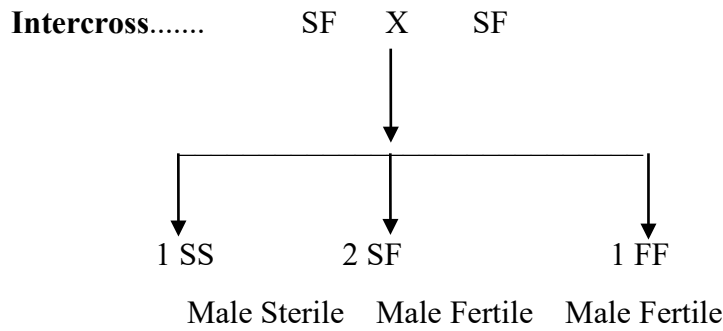 Intercross....... SF X SF
1 SS 2 SF 1 FF
Male Sterile Male Fertile Male Fertile